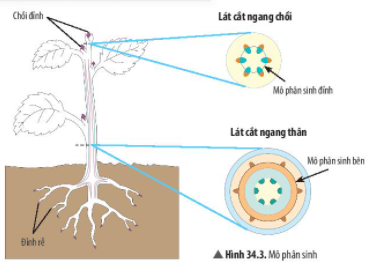 Chồi đỉnh
Lát cắt ngang chồi
Mô phân sinh đỉnh
Lát cắt ngang thân
Mô phân sinh bên
Đỉnh rễ
▲ Hình 34.3. Mô phân sinh